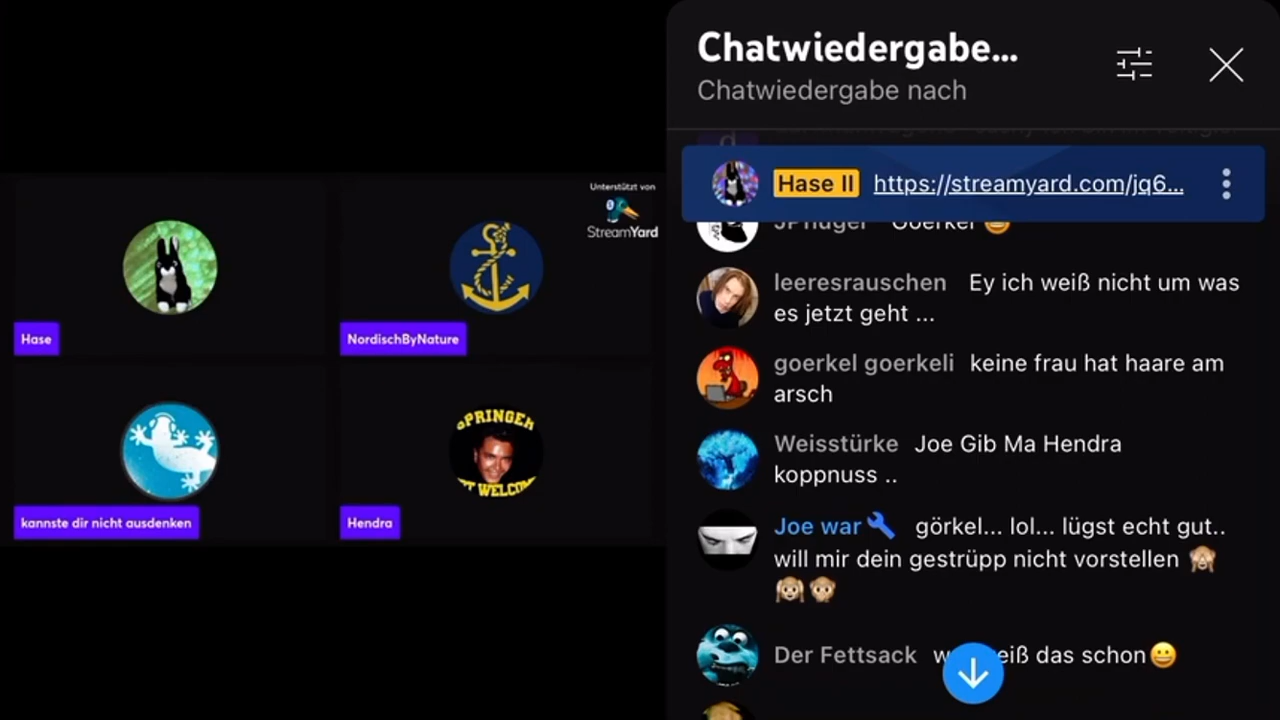 Unterstützt von
StreamYard
Hase
NordischByNature
SPRINGER
WELCOM
kannste dir nicht ausdenken
Hendra
Chatwiedergabe...
Chatwiedergabe nach
Hase II https://streamyard.com/jq6...
Goerkel 😄
leeresrauschen Ey ich weiß nicht um was
es jetzt geht ...
goerkel goerkeli keine frau hat haare am
arsch
Weisstürke Joe Gib Ma Hendra
koppnuss ..
Joe war🔧 görkel... lol... lügst echt gut..
will mir dein gestrüpp nicht vorstellen 🙈
🙉🙊
Der Fettsack das schon😀